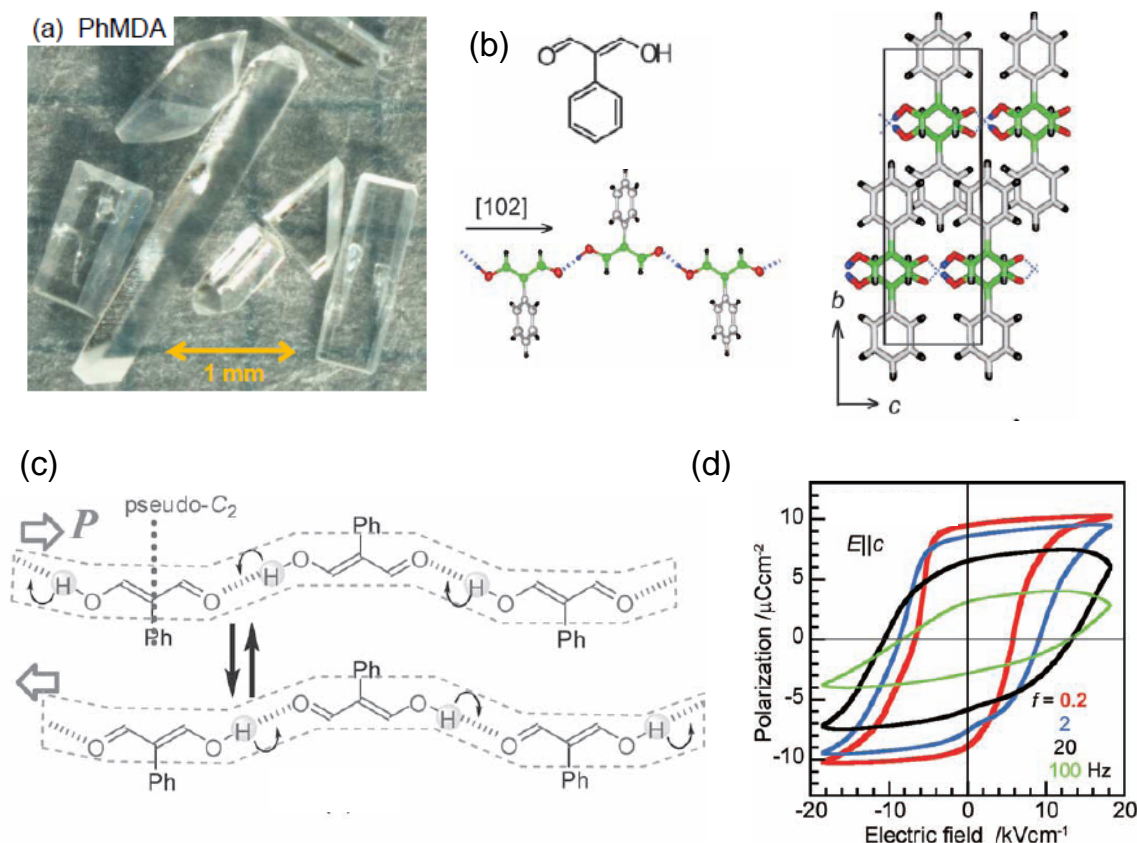 (a) PhMDA
1 mm
(b)
O
OH
[102]
b
c
(c)
pseudo-C2
P
Ph
H
H
H
O
O
O
O
O
O
Ph
Ph
Ph
H
H
H
O
O
O
O
O
O
Ph
Ph
(d)
Polarization /μCcm⁻²
10
5
0
-5
-10
E||c
f = 0.2
2
20
100 Hz
-20
-10
0
10
20
Electric field /kVcm⁻¹